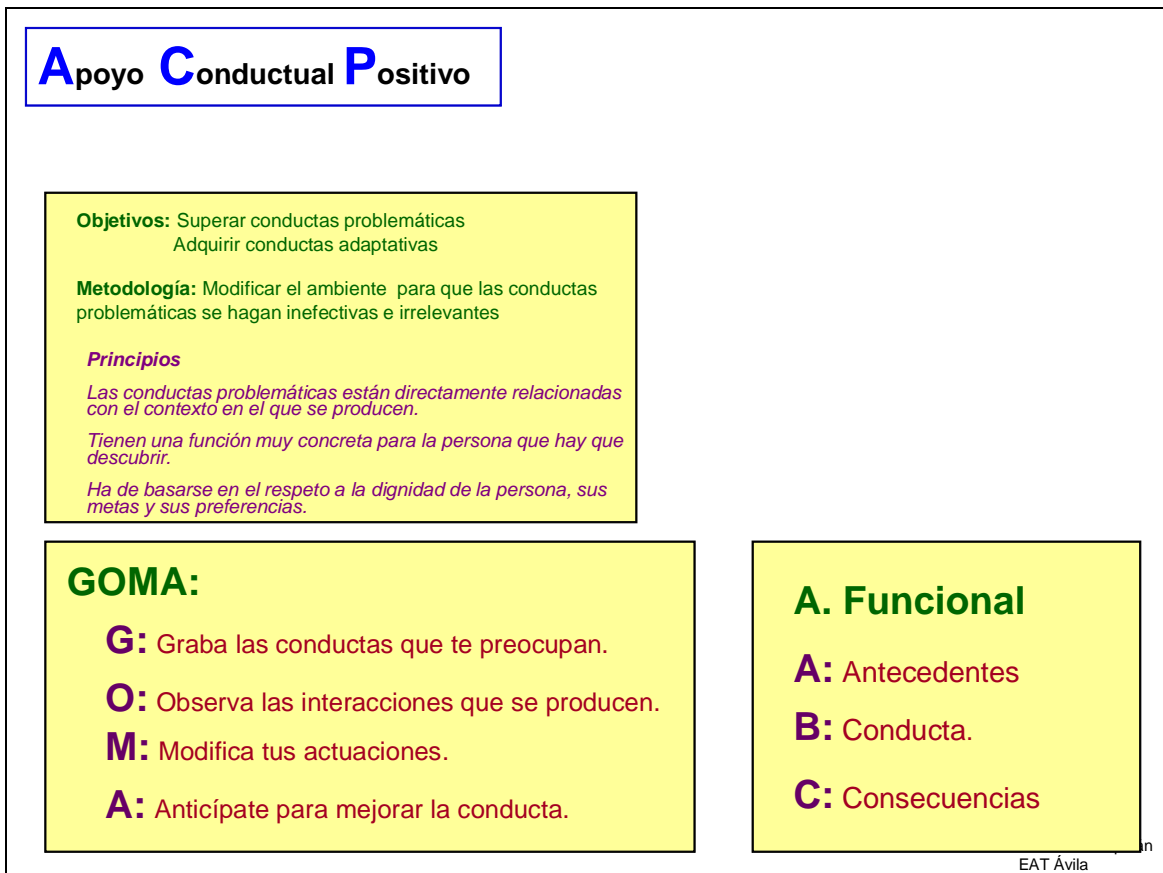 Apoyo Conductual Positivo
Objetivos: Superar conductas problemáticas
Adquirir conductas adaptativas
Metodología: Modificar el ambiente para que las conductas
problemáticas se hagan inefectivas e irrelevantes
Principios
Las conductas problemáticas están directamente relacionadas
con el contexto en el que se producen.
Tienen una función muy concreta para la persona que hay que
descubrir.
Ha de basarse en el respeto a la dignidad de la persona, sus
metas y sus preferencias.
GOMA:
G: Graba las conductas que te preocupan.
O: Observa las interacciones que se producen.
M: Modifica tus actuaciones.
A: Anticípate para mejorar la conducta.
A. Funcional
A: Antecedentes
B: Conducta.
C: Consecuencias
EAT Ávila